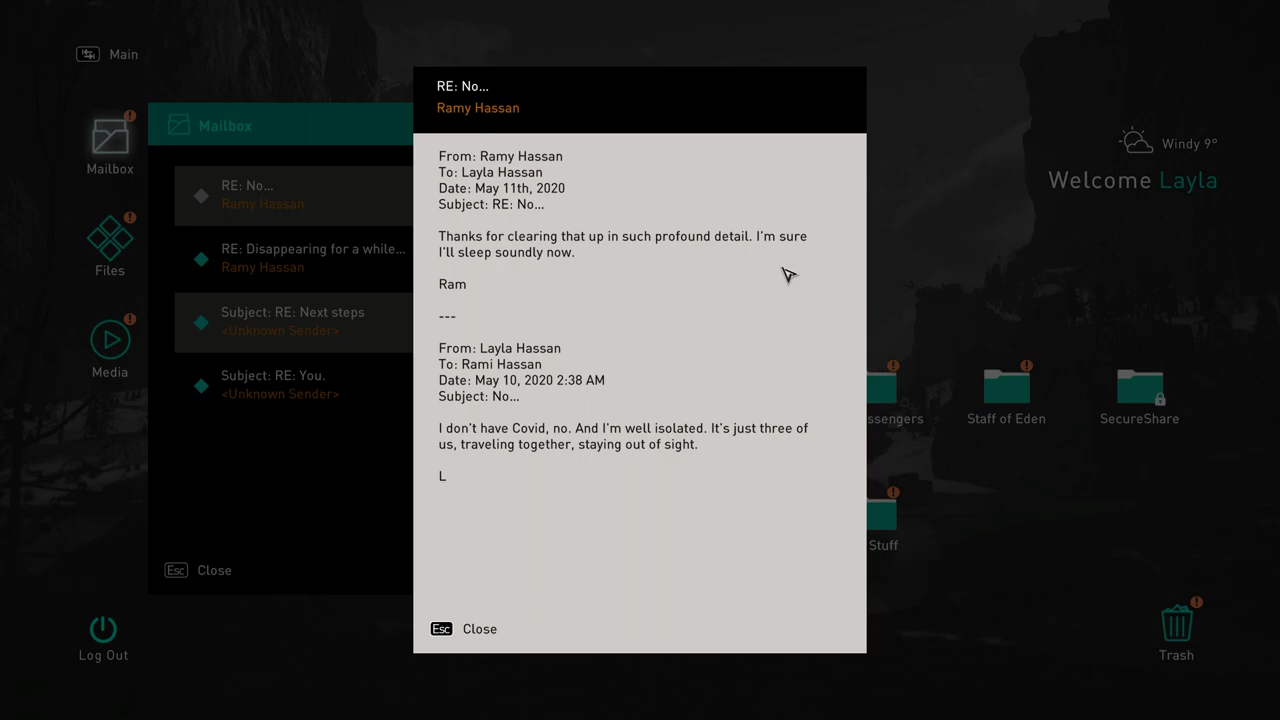 Main
Mailbox
Files
Media
Log Out
Mailbox
RE: No...
Ramy Hassan
RE: Disappearing for a while...
Ramy Hassan
Subject: RE: Next steps
<Unknown Sender>
Subject: RE: You.
<Unknown Sender>
Esc Close
RE: No...
Ramy Hassan
From: Ramy Hassan
To: Layla Hassan
Date: May 11th, 2020
Subject: RE: No...
Thanks for clearing that up in such profound detail. I'm sure
I'll sleep soundly now.
Ram
---
From: Layla Hassan
To: Rami Hassan
Date: May 10, 2020 2:38 AM
Subject: No...
I don't have Covid, no. And I'm well isolated. It's just three of
us, traveling together, staying out of sight.
L
Esc Close
Windy 9°
Welcome Layla
ssengers
Staff of Eden
SecureShare
Stuff
Trash